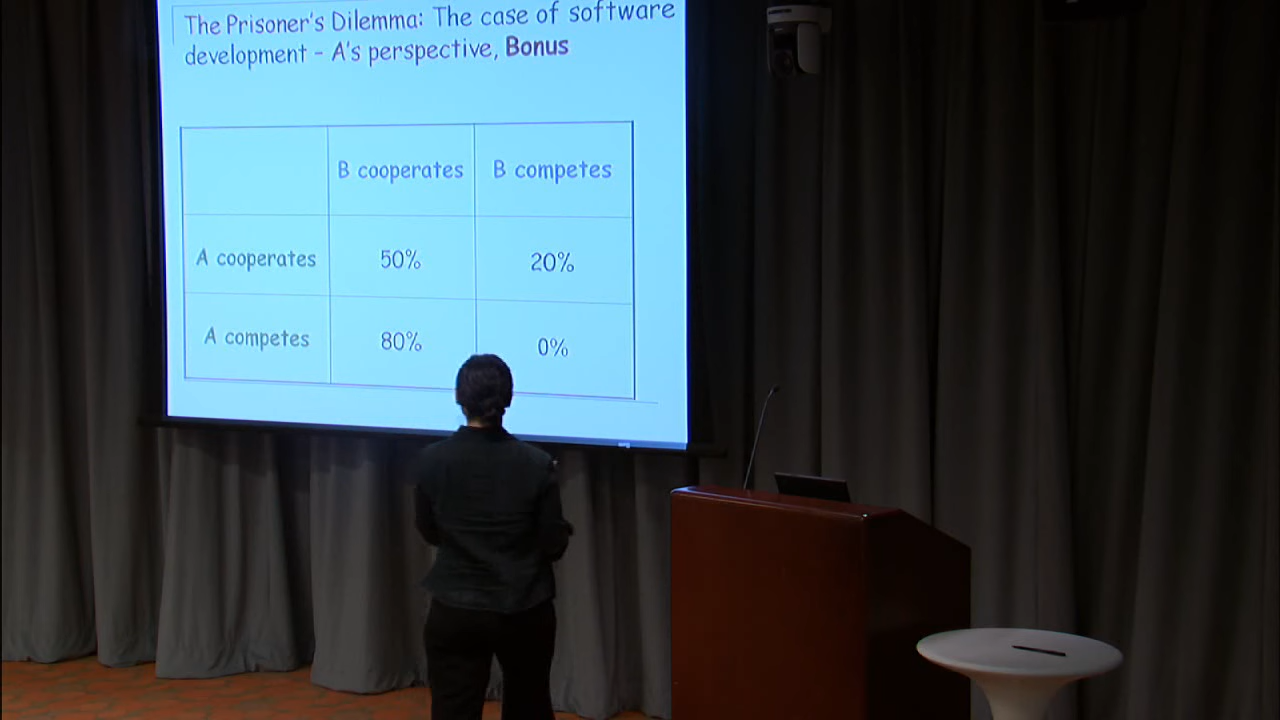 The Prisoner's Dilemma: The case of software
development - A's perspective, Bonus
B cooperates B competes
A cooperates 50% 20%
A competes 80% 0%